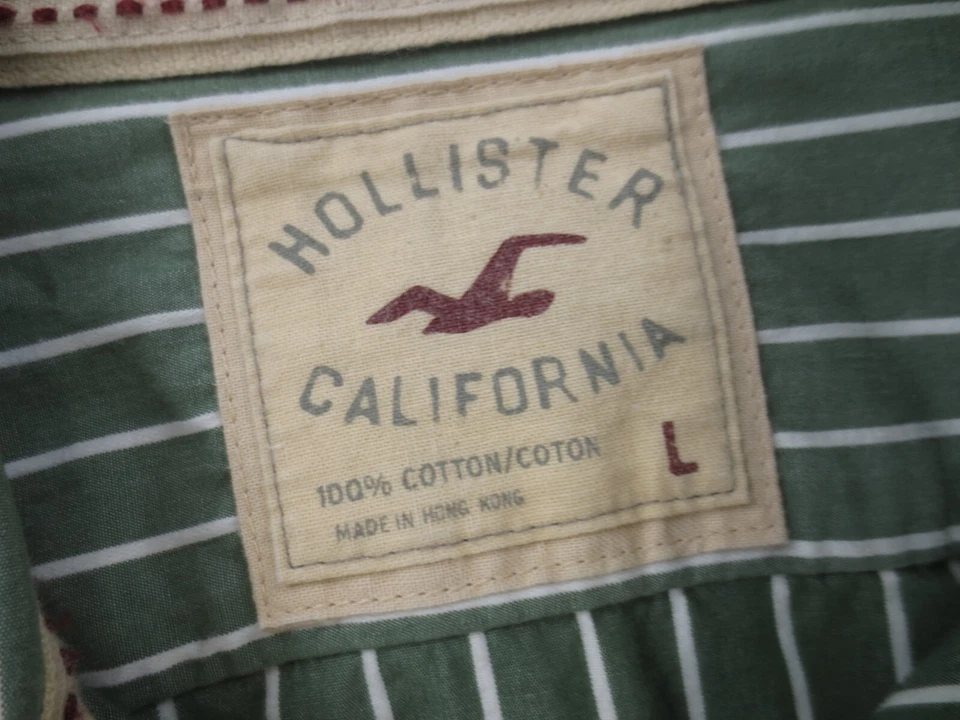 HOLLISTER
CALIFORNIA
L
100% COTTON/COTON
MADE IN HONG KONG